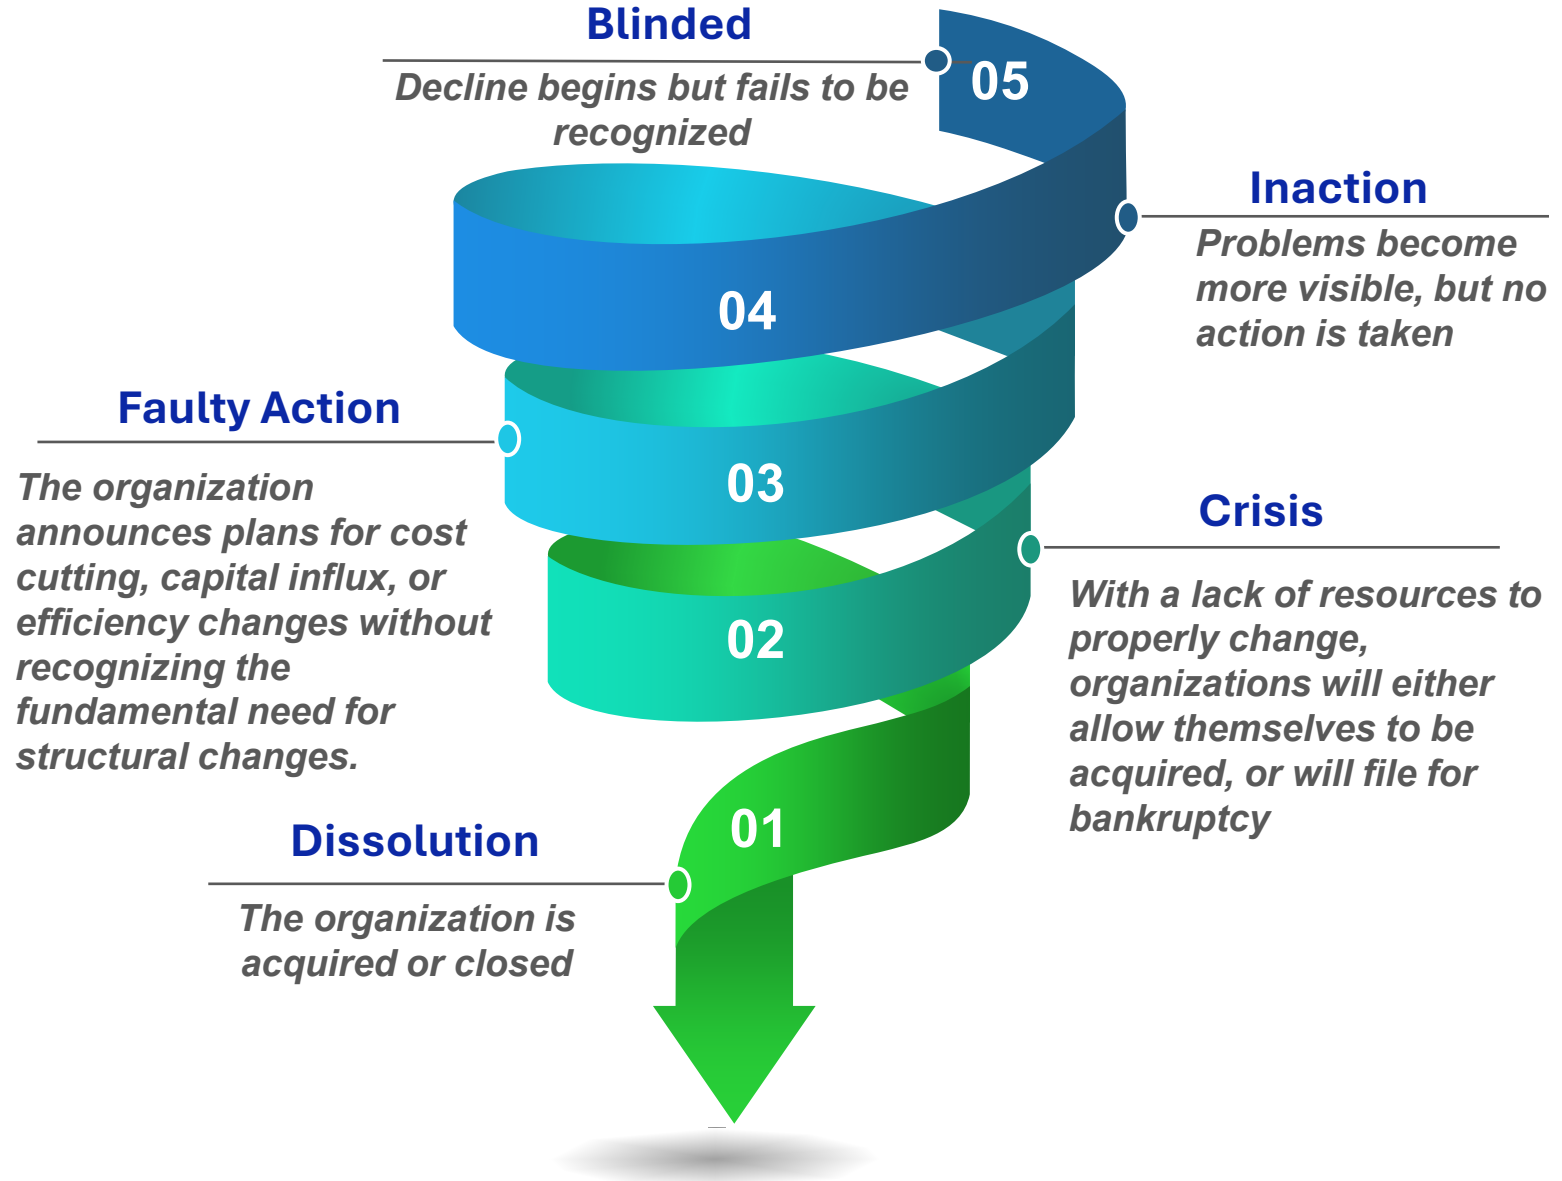 Blinded
Decline begins but fails to be
recognized
05
Inaction
Problems become
more visible, but no
action is taken
04
Faulty Action
The organization
announces plans for cost
cutting, capital influx, or
efficiency changes without
recognizing the
fundamental need for
structural changes.
03
Crisis
With a lack of resources to
properly change,
organizations will either
allow themselves to be
acquired, or will file for
bankruptcy
02
Dissolution
The organization is
acquired or closed
01